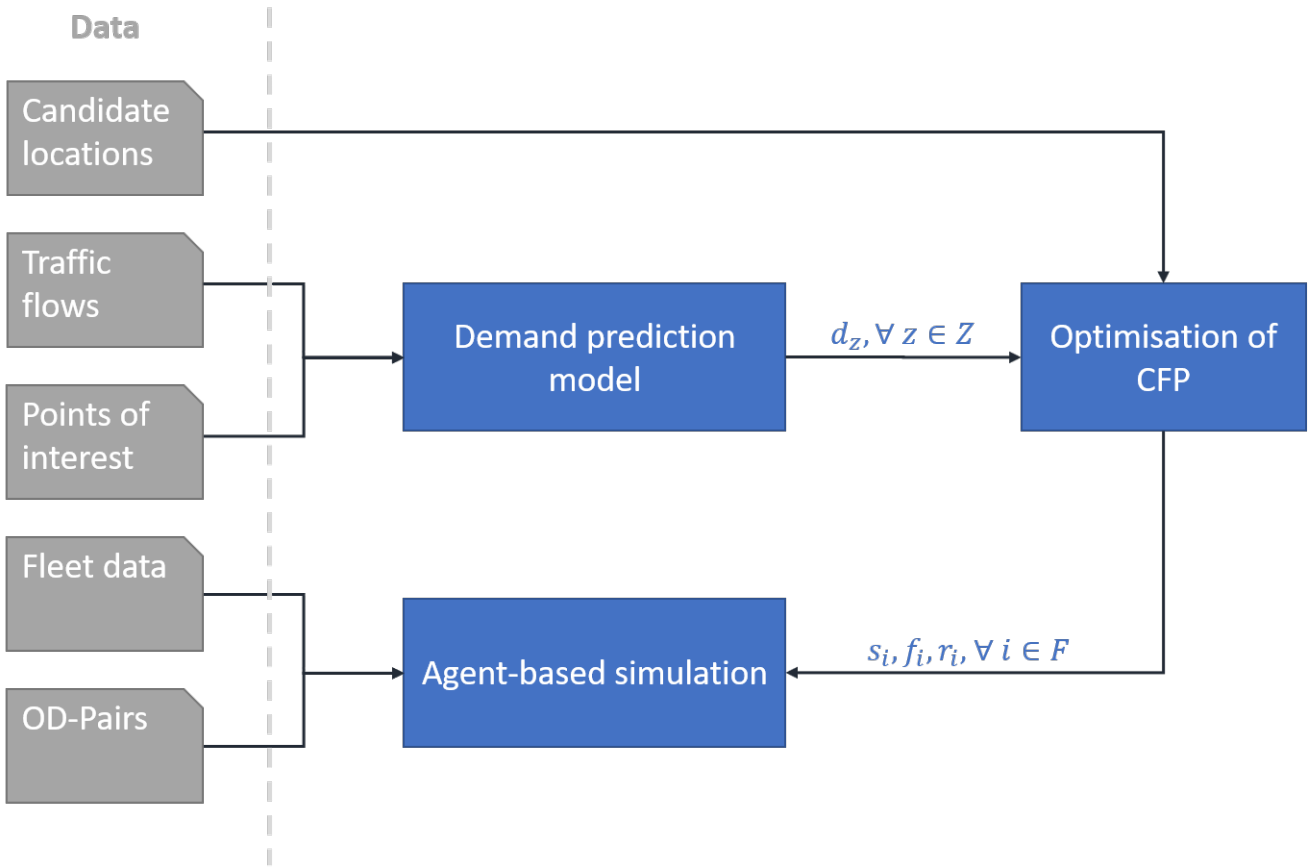 Data
Candidate
locations
Traffic
flows
Points of
interest
Fleet data
OD-Pairs
Demand prediction
model
d_z, ∀ z ∈ Z
Optimisation of
CFP
Agent-based simulation
s_i, f_i, r_i, ∀ i ∈ F